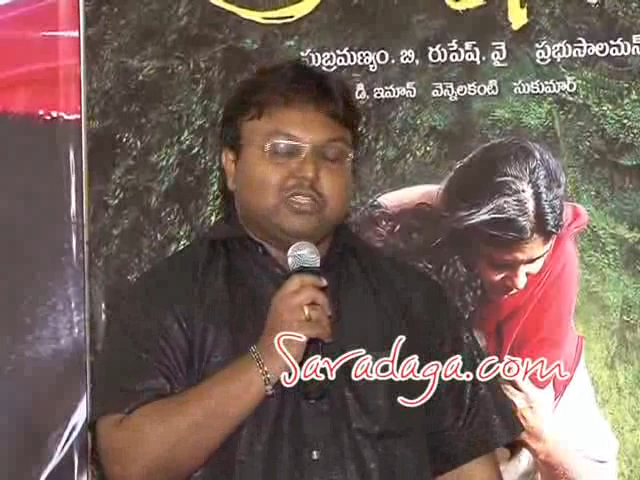 సుబ్రమణ్యం. బి, రుపేష్. వై ప్రభుసాలమన్
డి. ఇమాన్ వెన్నెలకంటి సుకుమార్
Saradaga.com